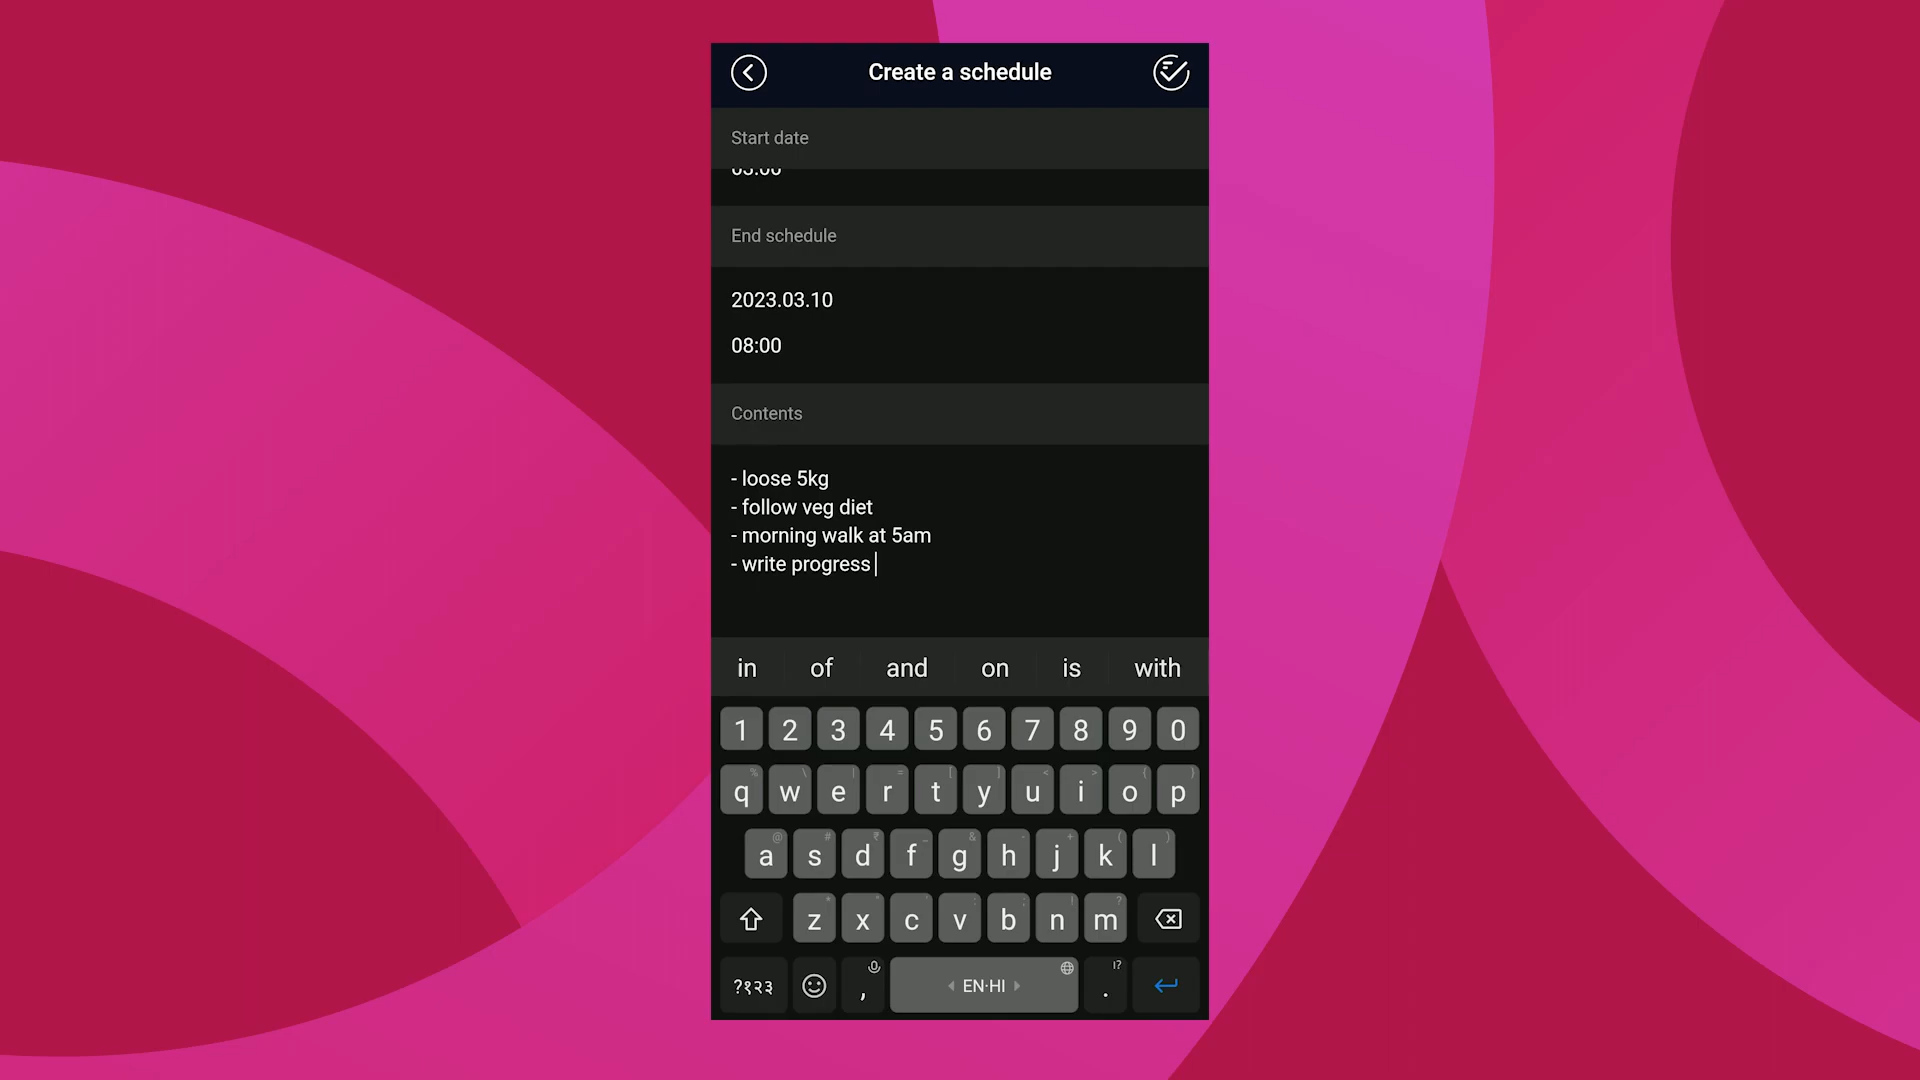 Create a schedule
Start date
End schedule
2023.03.10
08:00
Contents
- loose 5kg
- follow veg diet
- morning walk at 5am
- write progress
in of and on is with
1 2 3 4 5 6 7 8 9 0
q w e r t y u i o p
a s d f g h j k l
z x c v b n m
?१२३ , EN·HI .